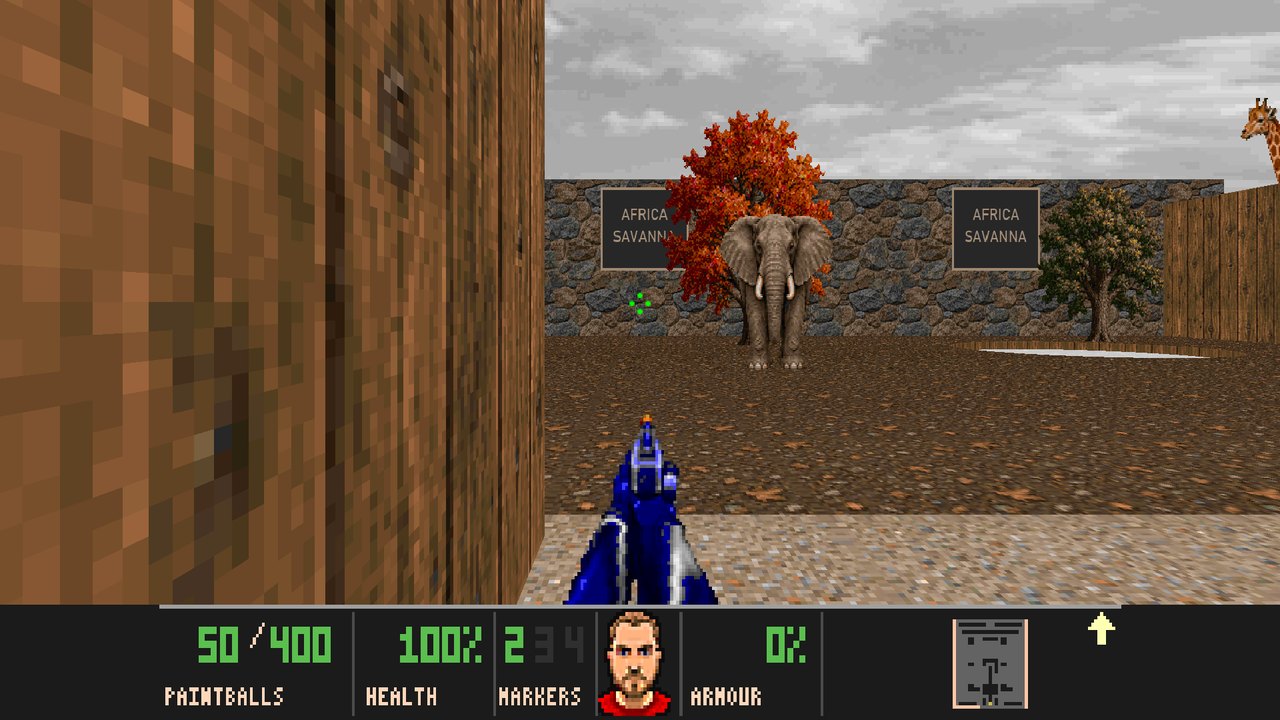 AFRICA
SAVANNA
AFRICA
SAVANNA
50/400
100%
2 3 4
0%
PAINTBALLS
HEALTH
MARKERS
ARMOUR